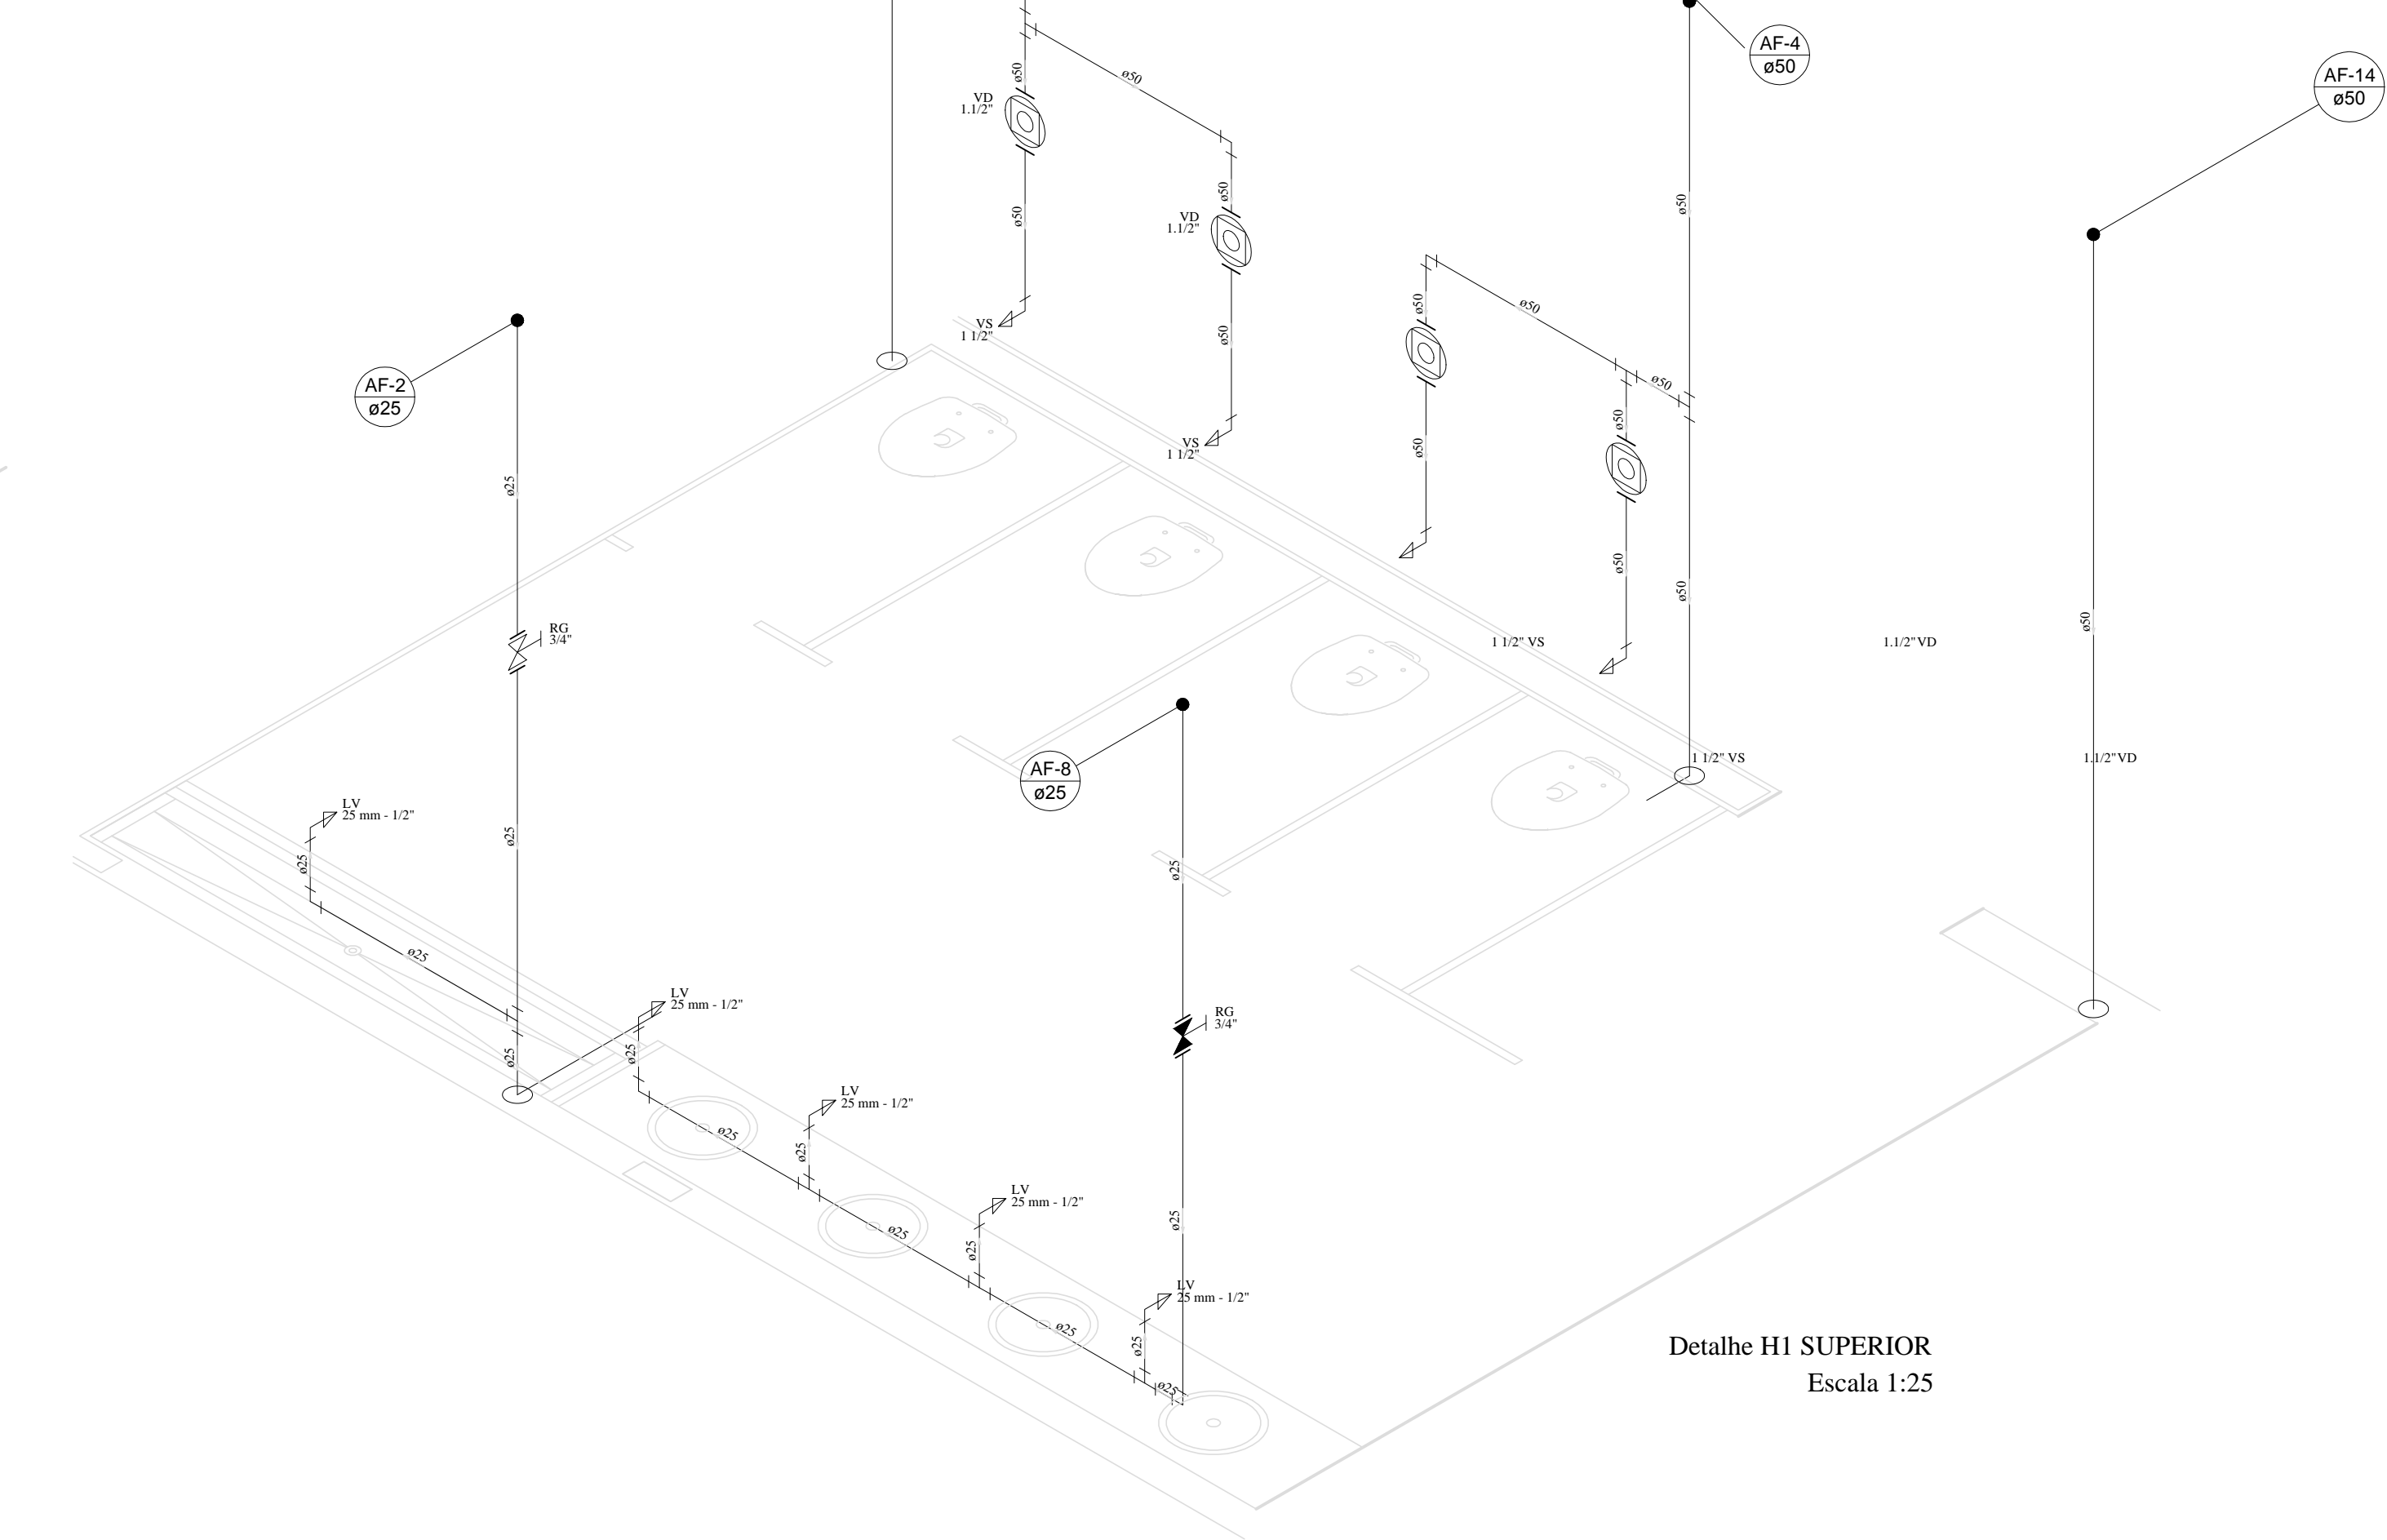 AF-4
ø50
AF-14
ø50
ø50
ø50
VD
1.1/2"
ø50
VD
1.1/2"
ø50
ø50
ø50
ø50
ø50
ø50
VS
1 1/2"
ø50
AF-2
ø25
ø50
ø50
VS
1 1/2"
ø50
ø25
ø50
ø50
RG
3/4"
1 1/2" VS
1.1/2" VD
ø50
1 1/2" VS
1.1/2" VD
AF-8
ø25
LV
25 mm - 1/2"
ø25
ø25
ø25
ø25
LV
25 mm - 1/2"
RG
3/4"
ø25
ø25
LV
25 mm - 1/2"
ø25
ø25
LV
25 mm - 1/2"
ø25
ø25
ø25
LV
25 mm - 1/2"
ø25
ø25
ø25
Detalhe H1 SUPERIOR
Escala 1:25